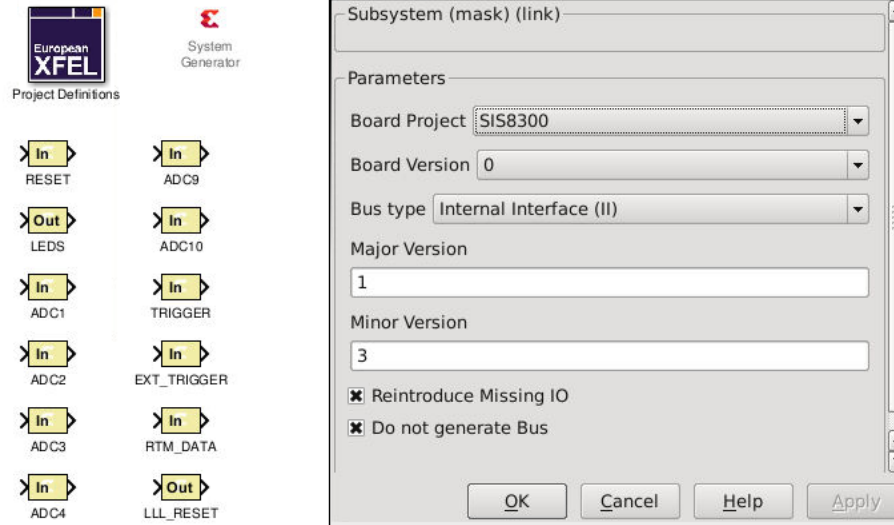 European
XFEL
Project Definitions
System
Generator
In
RESET
In
ADC9
Out
LEDS
In
ADC10
In
ADC1
In
TRIGGER
In
ADC2
In
EXT_TRIGGER
In
ADC3
In
RTM_DATA
In
ADC4
Out
LLL_RESET
Subsystem (mask) (link)
Parameters
Board Project SIS8300
Board Version 0
Bus type Internal Interface (II)
Major Version
1
Minor Version
3
Reintroduce Missing IO
Do not generate Bus
OK Cancel Help Apply